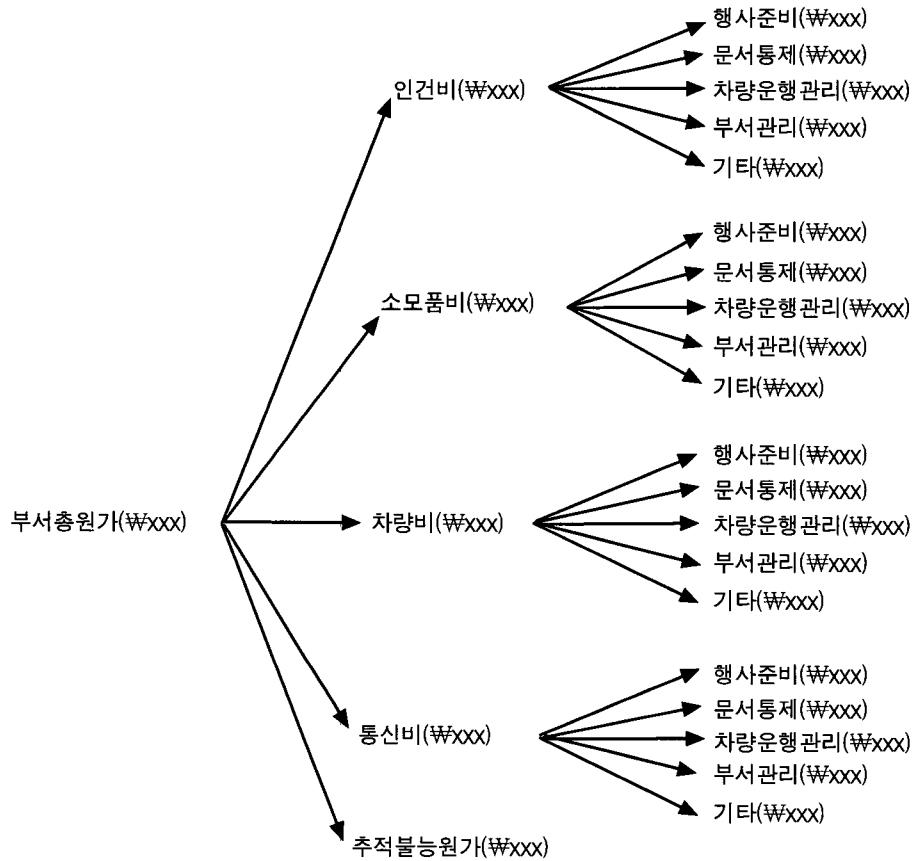 행사준비(₩xxx)
문서통제(₩xxx)
인건비(₩xxx)
차량운행관리(₩xxx)
부서관리(₩xxx)
기타(₩xxx)
행사준비(₩xxx)
문서통제(₩xxx)
소모품비(₩xxx)
차량운행관리(₩xxx)
부서관리(₩xxx)
기타(₩xxx)
행사준비(₩xxx)
문서통제(₩xxx)
부서총원가(₩xxx)
차량비(₩xxx)
차량운행관리(₩xxx)
부서관리(₩xxx)
기타(₩xxx)
행사준비(₩xxx)
문서통제(₩xxx)
통신비(₩xxx)
차량운행관리(₩xxx)
부서관리(₩xxx)
기타(₩xxx)
추적불능원가(₩xxx)